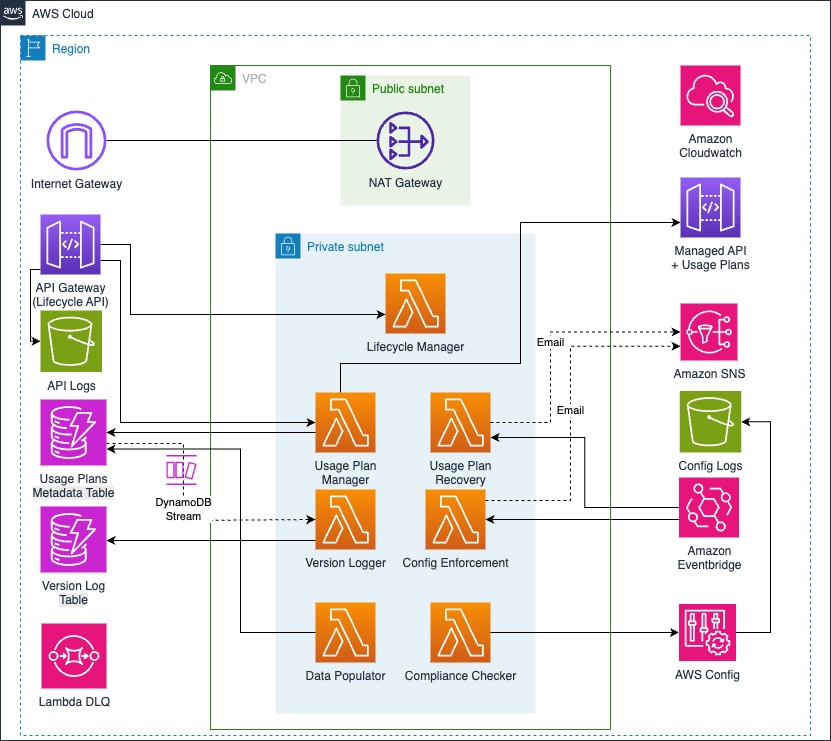 aws
AWS Cloud
Region
VPC
Public subnet
NAT Gateway
Internet Gateway
Amazon
Cloudwatch
API Gateway
(Lifecycle API)
Private subnet
Lifecycle Manager
Managed API
+ Usage Plans
API Logs
Email
Amazon SNS
Email
Usage Plans
Metadata Table
DynamoDB
Stream
Usage Plan
Manager
Usage Plan
Recovery
Config Logs
Version Log
Table
Version Logger
Config Enforcement
Amazon
Eventbridge
Lambda DLQ
Data Populator
Compliance Checker
AWS Config